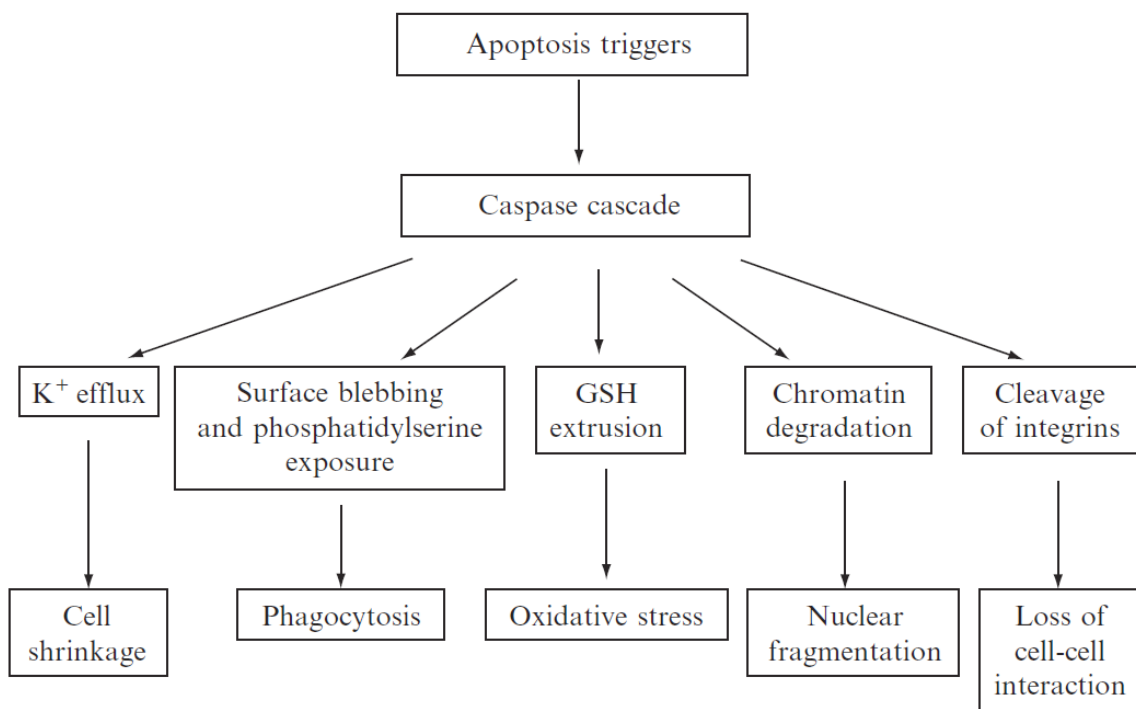 Apoptosis triggers
Caspase cascade
K⁺ efflux
Surface blebbing
and phosphatidylserine
exposure
GSH
extrusion
Chromatin
degradation
Cleavage
of integrins
Cell
shrinkage
Phagocytosis
Oxidative stress
Nuclear
fragmentation
Loss of
cell-cell
interaction